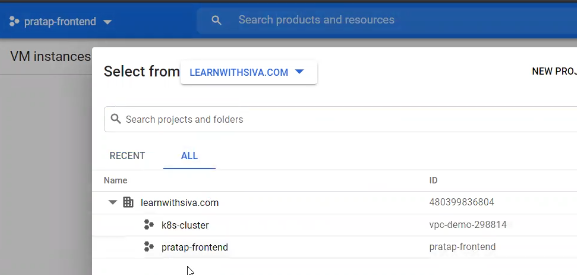 pratap-frontend
Search products and resources
VM instances
Select from LEARNWITHSIVA.COM
NEW PROJ
Search projects and folders
RECENT ALL
Name ID
learnwithsiva.com 480399836804
k8s-cluster vpc-demo-298814
pratap-frontend pratap-frontend